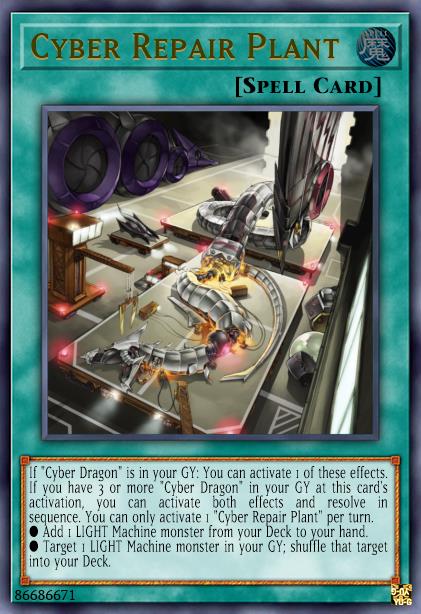 CYBER REPAIR PLANT
[SPELL CARD]
If "Cyber Dragon" is in your GY: You can activate 1 of these effects.
If you have 3 or more "Cyber Dragon" in your GY at this card's
activation, you can activate both effects and resolve in
sequence. You can only activate 1 "Cyber Repair Plant" per turn.
● Add 1 LIGHT Machine monster from your Deck to your hand.
● Target 1 LIGHT Machine monster in your GY; shuffle that target
into your Deck.
86686671